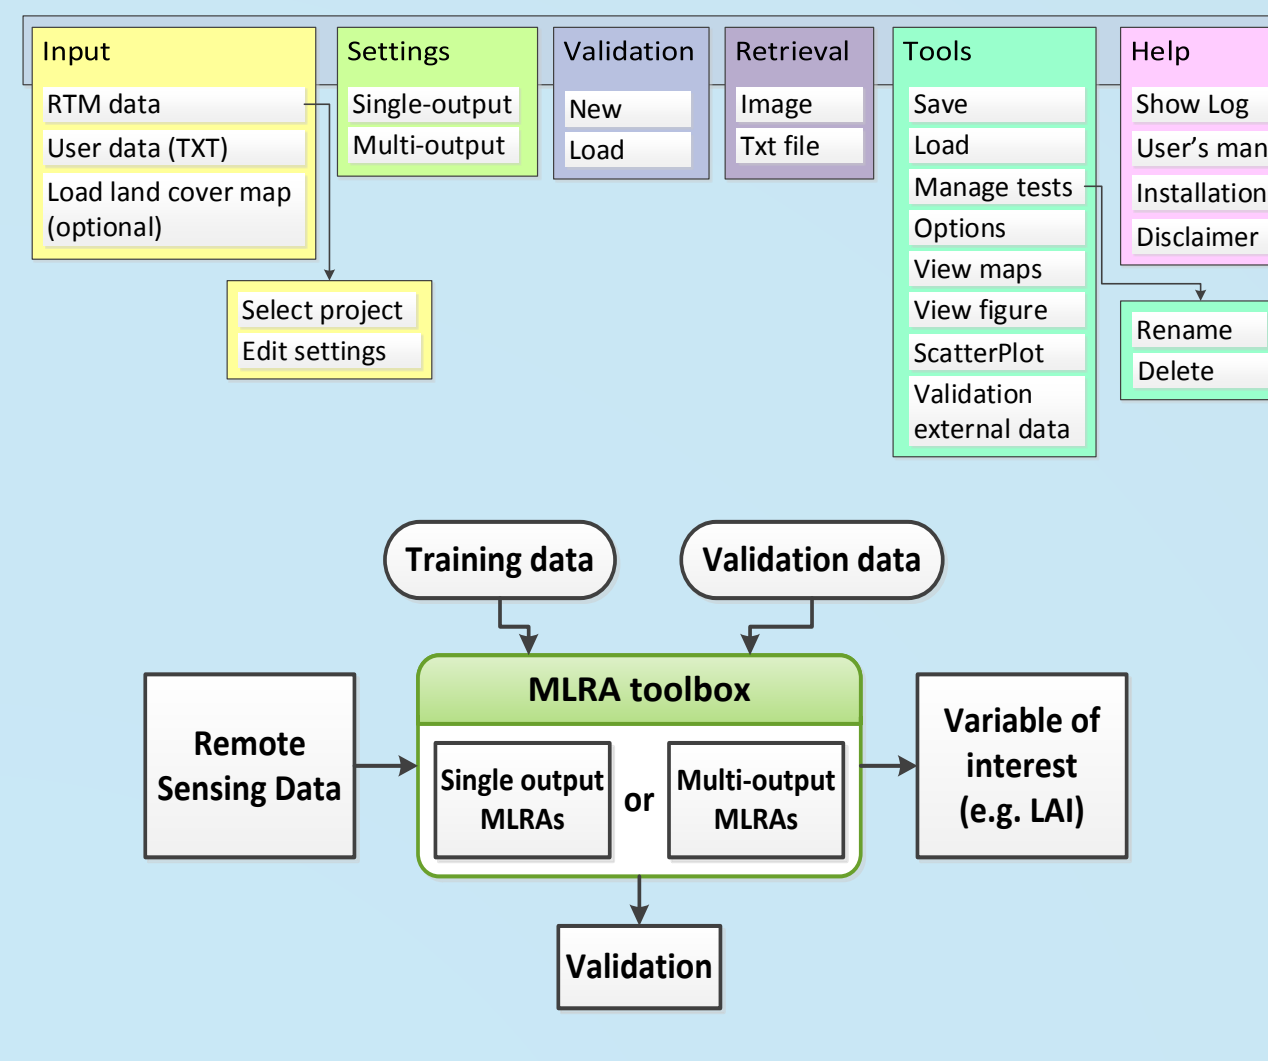 Input
RTM data
User data (TXT)
Load land cover map
(optional)
Select project
Edit settings
Settings
Single-output
Multi-output
Validation
New
Load
Retrieval
Image
Txt file
Tools
Save
Load
Manage tests
Options
View maps
View figure
ScatterPlot
Validation
external data
Help
Show Log
User's man
Installation
Disclaimer
Rename
Delete
Training data
Validation data
MLRA toolbox
Remote
Sensing Data
Single output
MLRAs
or
Multi-output
MLRAs
Variable of
interest
(e.g. LAI)
Validation